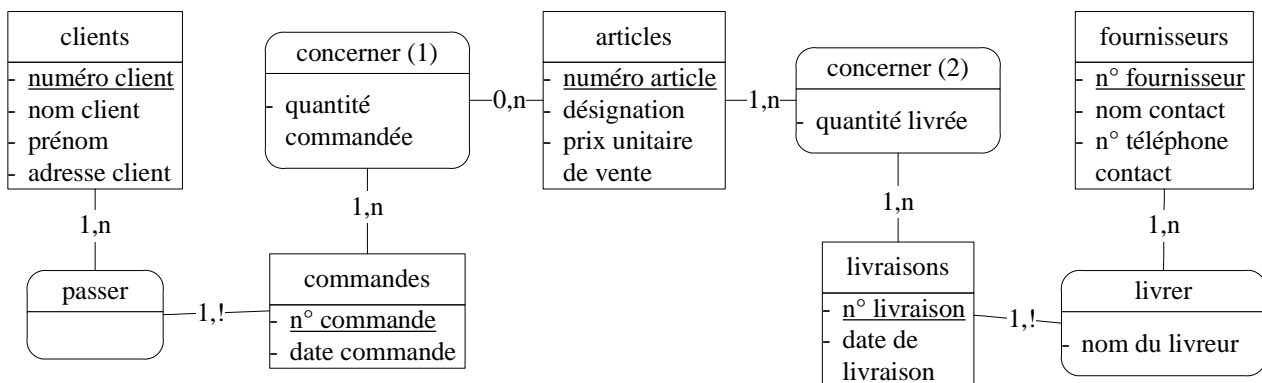 clients
- numéro client
- nom client
- prénom
- adresse client
1,n
passer
1,!
concerner (1)
- quantité
commandée
1,n
commandes
- n° commande
- date commande
0,n
articles
- numéro article
- désignation
- prix unitaire
de vente
1,n
concerner (2)
- quantité livrée
1,n
livraisons
- n° livraison
- date de
livraison
1,!
fournisseurs
- n° fournisseur
- nom contact
- n° téléphone
contact
1,n
livrer
- nom du livreur